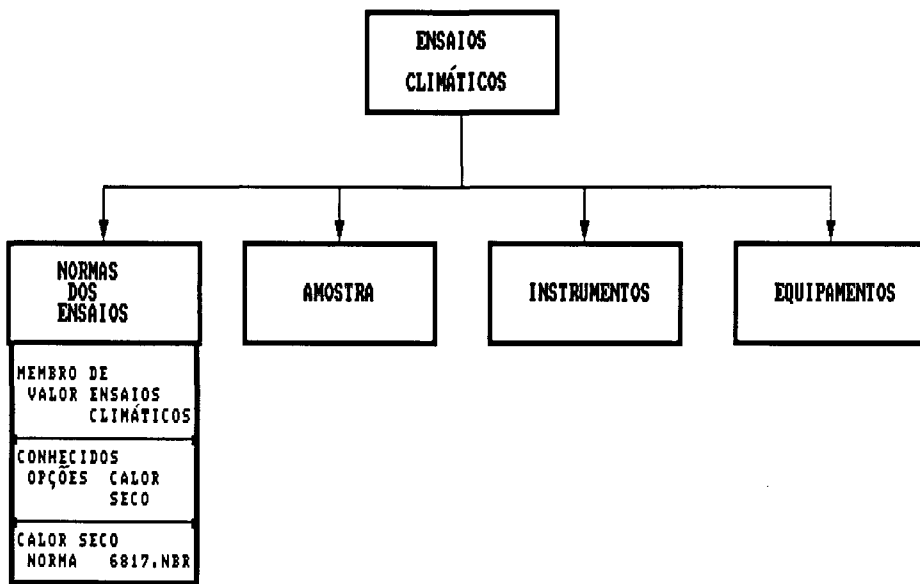 ENSAIOS
CLIMÁTICOS
NORMAS
DOS
ENSAIOS
AMOSTRA
INSTRUMENTOS
EQUIPAMENTOS
MEMBRO DE
VALOR ENSAIOS
CLIMÁTICOS
CONHECIDOS
OPÇÕES CALOR
SECO
CALOR SECO
NORMA 6817.NBR